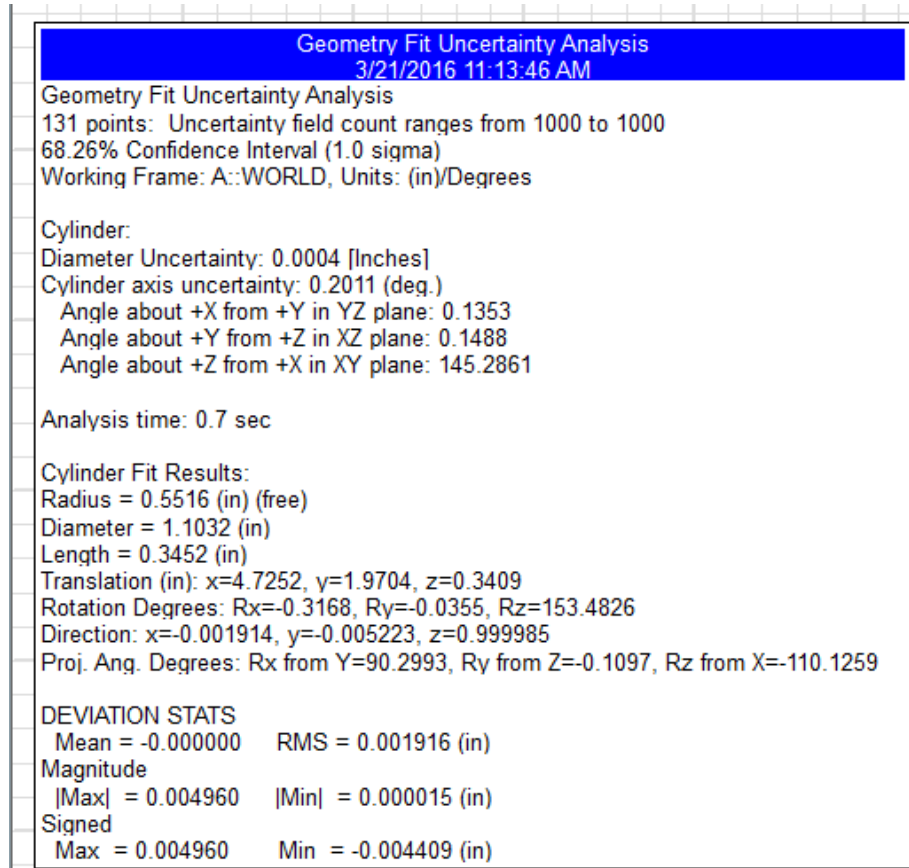 Geometry Fit Uncertainty Analysis
3/21/2016 11:13:46 AM
Geometry Fit Uncertainty Analysis
131 points:  Uncertainty field count ranges from 1000 to 1000
68.26% Confidence Interval (1.0 sigma)
Working Frame: A::WORLD, Units: (in)/Degrees
Cylinder:
Diameter Uncertainty: 0.0004 [Inches]
Cylinder axis uncertainty: 0.2011 (deg.)
Angle about +X from +Y in YZ plane: 0.1353
Angle about +Y from +Z in XZ plane: 0.1488
Angle about +Z from +X in XY plane: 145.2861
Analysis time: 0.7 sec
Cylinder Fit Results:
Radius = 0.5516 (in) (free)
Diameter = 1.1032 (in)
Length = 0.3452 (in)
Translation (in): x=4.7252, y=1.9704, z=0.3409
Rotation Degrees: Rx=-0.3168, Ry=-0.0355, Rz=153.4826
Direction: x=-0.001914, y=-0.005223, z=0.999985
Proj. Ang. Degrees: Rx from Y=90.2993, Ry from Z=-0.1097, Rz from X=-110.1259
DEVIATION STATS
Mean = -0.000000 RMS = 0.001916 (in)
Magnitude
|Max| = 0.004960 |Min| = 0.000015 (in)
Signed
Max = 0.004960 Min = -0.004409 (in)